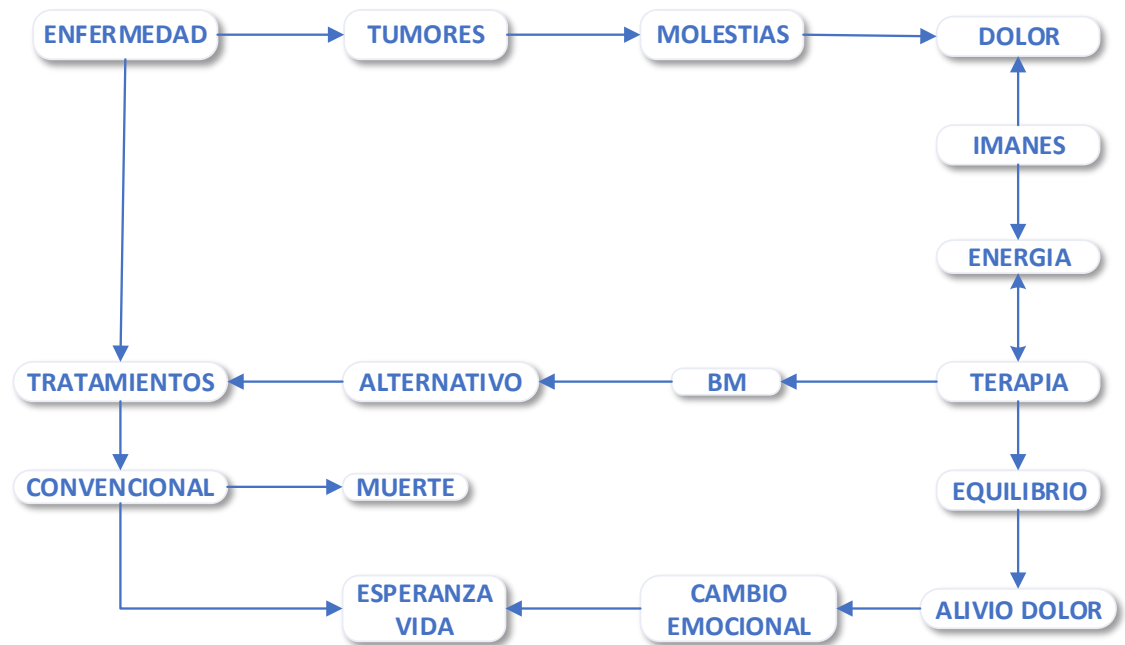 ENFERMEDAD
TUMORES
MOLESTIAS
DOLOR
IMANES
ENERGIA
TRATAMIENTOS
ALTERNATIVO
BM
TERAPIA
CONVENCIONAL
MUERTE
EQUILIBRIO
ESPERANZA
VIDA
CAMBIO
EMOCIONAL
ALIVIO DOLOR